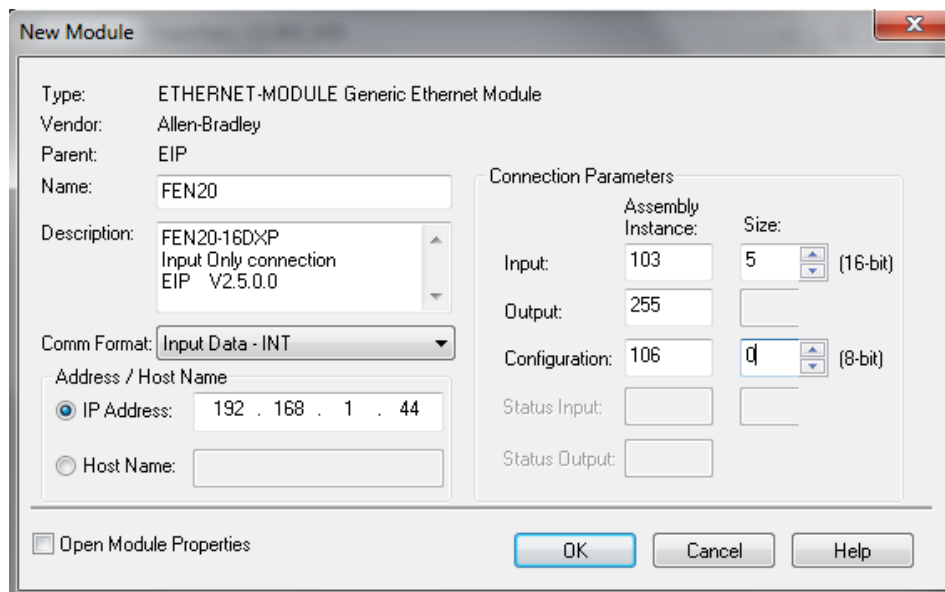 New Module
Type: ETHERNET-MODULE Generic Ethernet Module
Vendor: Allen-Bradley
Parent: EIP
Name: FEN20
Description: FEN20-16DXP
Input Only connection
EIP V2.5.0.0
Comm Format: Input Data - INT
Address / Host Name
IP Address: 192 . 168 . 1 . 44
Host Name:
Connection Parameters
Assembly
Instance:
Size:
Input: 103 5 (16-bit)
Output: 255
Configuration: 106 0 (8-bit)
Status Input:
Status Output:
Open Module Properties
OK
Cancel
Help